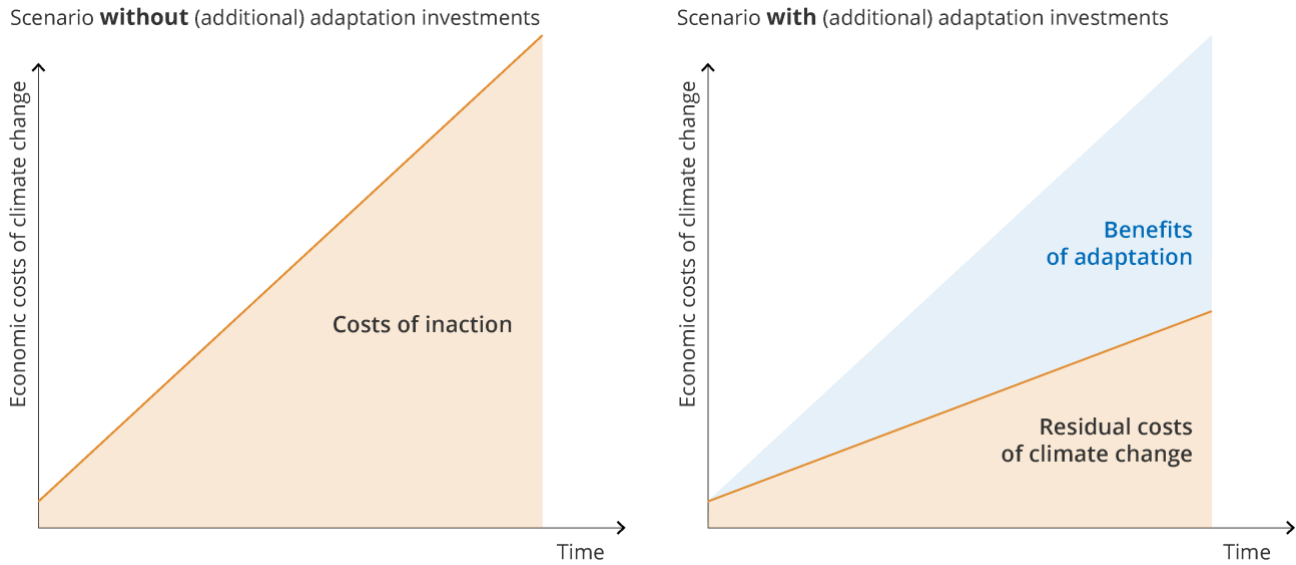 Scenario without (additional) adaptation investments
Economic costs of climate change
Costs of inaction
Time
Scenario with (additional) adaptation investments
Economic costs of climate change
Benefits
of adaptation
Residual costs
of climate change
Time